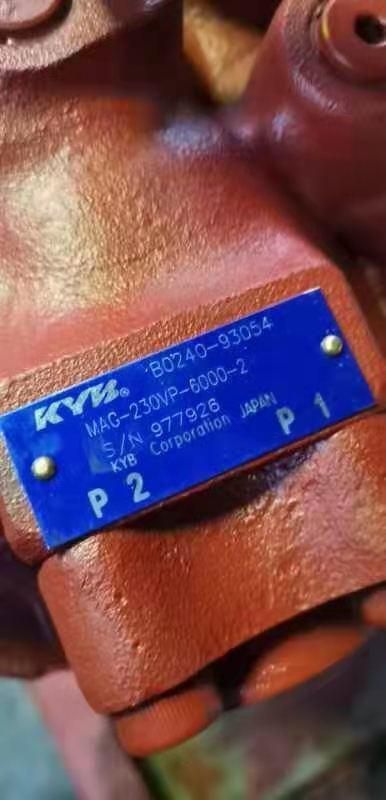 B0240-93054
KYB®
MAG-230VP-6000-2
S/N 977926
KYB Corporation JAPAN
P 2 P 1